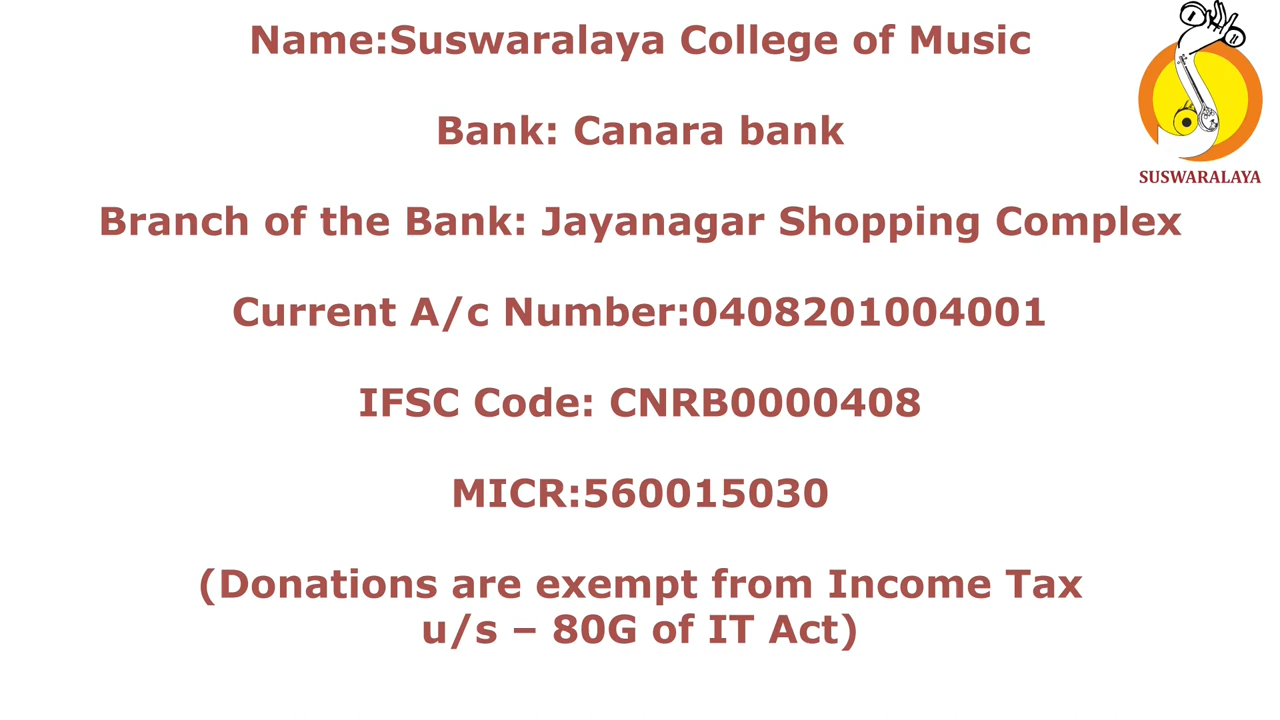 Name:Suswaralaya College of Music
SUSWARALAYA
Bank: Canara bank
Branch of the Bank: Jayanagar Shopping Complex
Current A/c Number:0408201004001
IFSC Code: CNRB0000408
MICR:560015030
(Donations are exempt from Income Tax
u/s – 80G of IT Act)